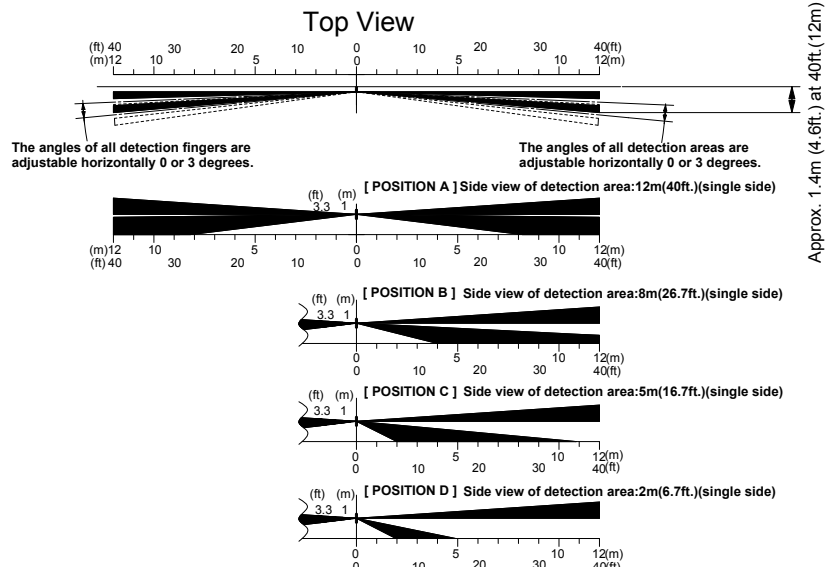 Top View
(ft) 40 30 20 10 0 10 20 30 40(ft)
(m)12 10 5 0 5 10 12(m)
Approx. 1.4m (4.6ft.) at 40ft.(12m)
The angles of all detection fingers are
adjustable horizontally 0 or 3 degrees.
The angles of all detection areas are
adjustable horizontally 0 or 3 degrees.
[ POSITION A ] Side view of detection area:12m(40ft.)(single side)
(ft) (m)
3.3 1
(m)12 10 5 0 5 10 12(m)
(ft) 40 30 20 10 0 10 20 30 40(ft)
[ POSITION B ] Side view of detection area:8m(26.7ft.)(single side)
(ft) (m)
3.3 1
0 5 10 12(m)
0 10 20 30 40(ft)
[ POSITION C ] Side view of detection area:5m(16.7ft.)(single side)
(ft) (m)
3.3 1
0 5 10 12(m)
0 10 20 30 40(ft)
[ POSITION D ] Side view of detection area:2m(6.7ft.)(single side)
(ft) (m)
3.3 1
0 5 10 12(m)
0 10 20 30 40(ft)